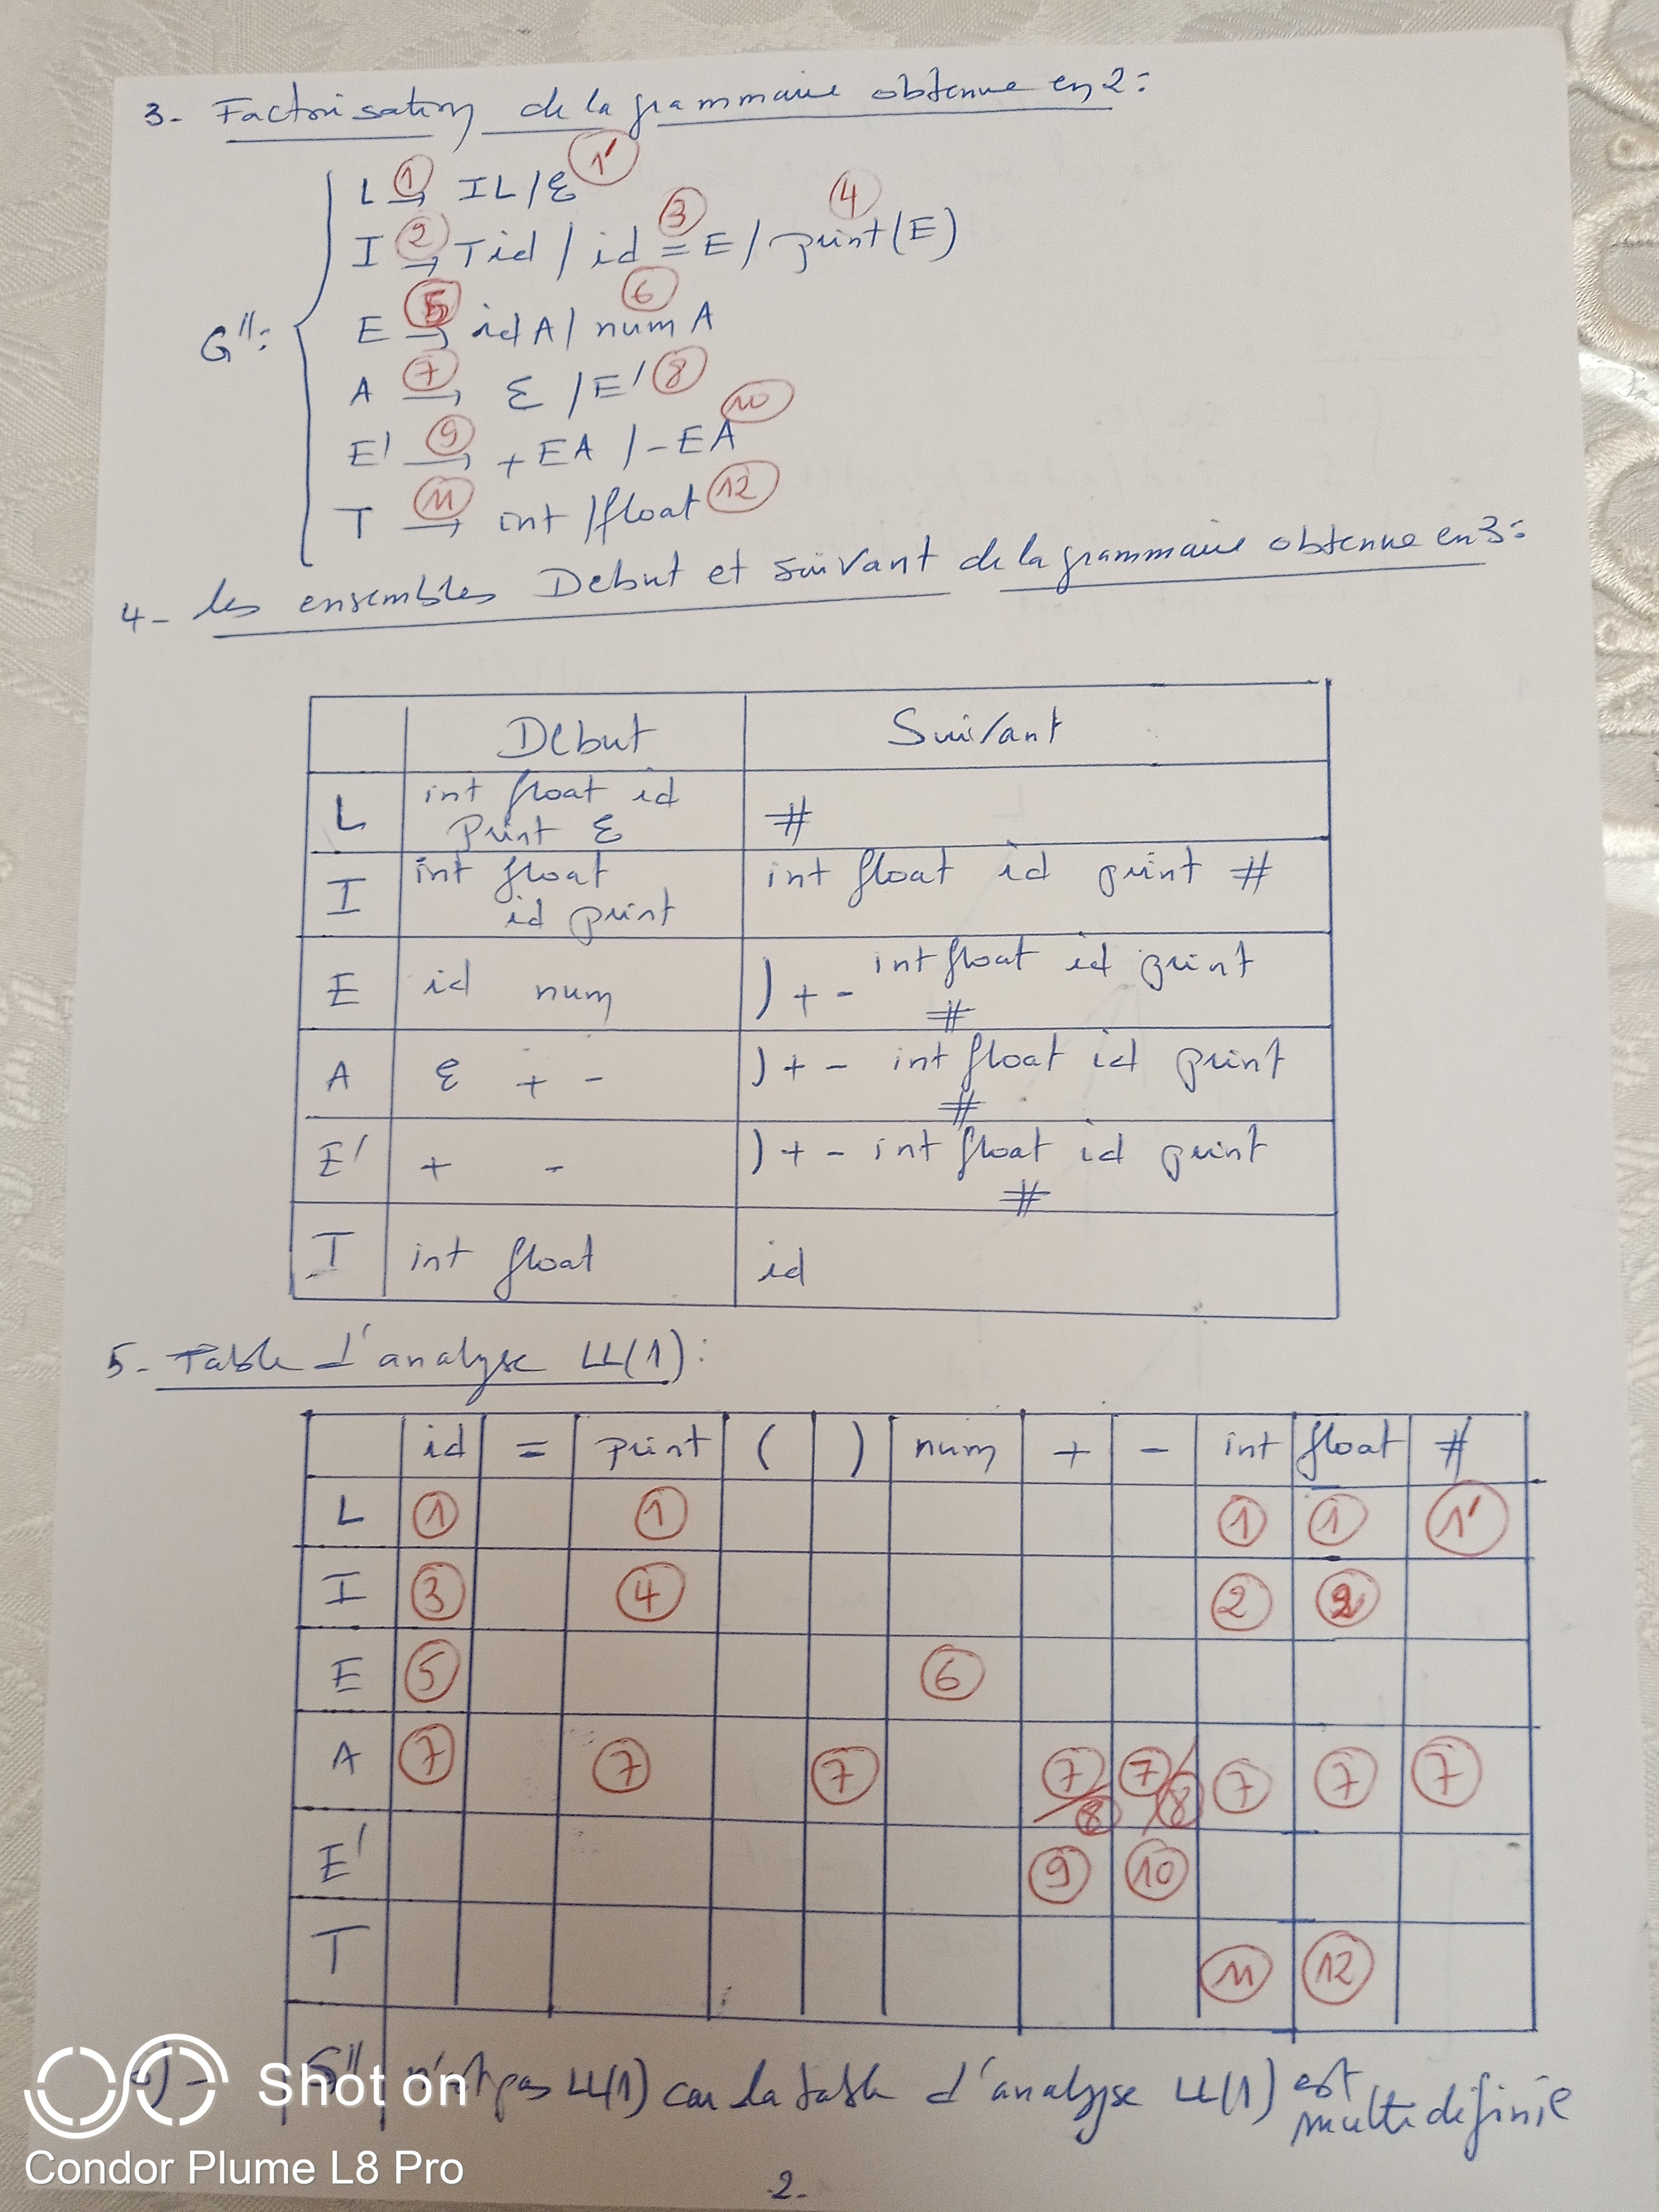 3- Factorisation de la grammaire obtenue en 2:
L ① → IL / ε ①'
I ② → T id / id ③ = E / ④ print(E)
G'':
E ⑤ → id A / ⑥ num A
A ⑦ → ε / E' ⑧
E' ⑨ → + EA / - EA ⑩
T ⑪ → int / float ⑫
4- les ensembles Debut et suivant de la grammaire obtenue en 3:
Debut Suivant
L int float id print ε #
I int float id print int float id print #
E id num ) + - int float id print #
A ε + - ) + - int float id print #
E' + - ) + - int float id print #
T int float id
5- Table d'analyse LL(1):
id = print ( ) num + - int float #
L ① ① ① ① ①'
I ③ ④ ② ②
E ⑤ ⑥
A ⑦ ⑦ ⑦ ⑦/⑧ ⑦/⑧ ⑦ ⑦ ⑦
E' ⑨ ⑩
T ⑪ ⑫
G'' n'est pas LL(1) car la table d'analyse LL(1) est multidefinie
Shot on
Condor Plume L8 Pro
-2-